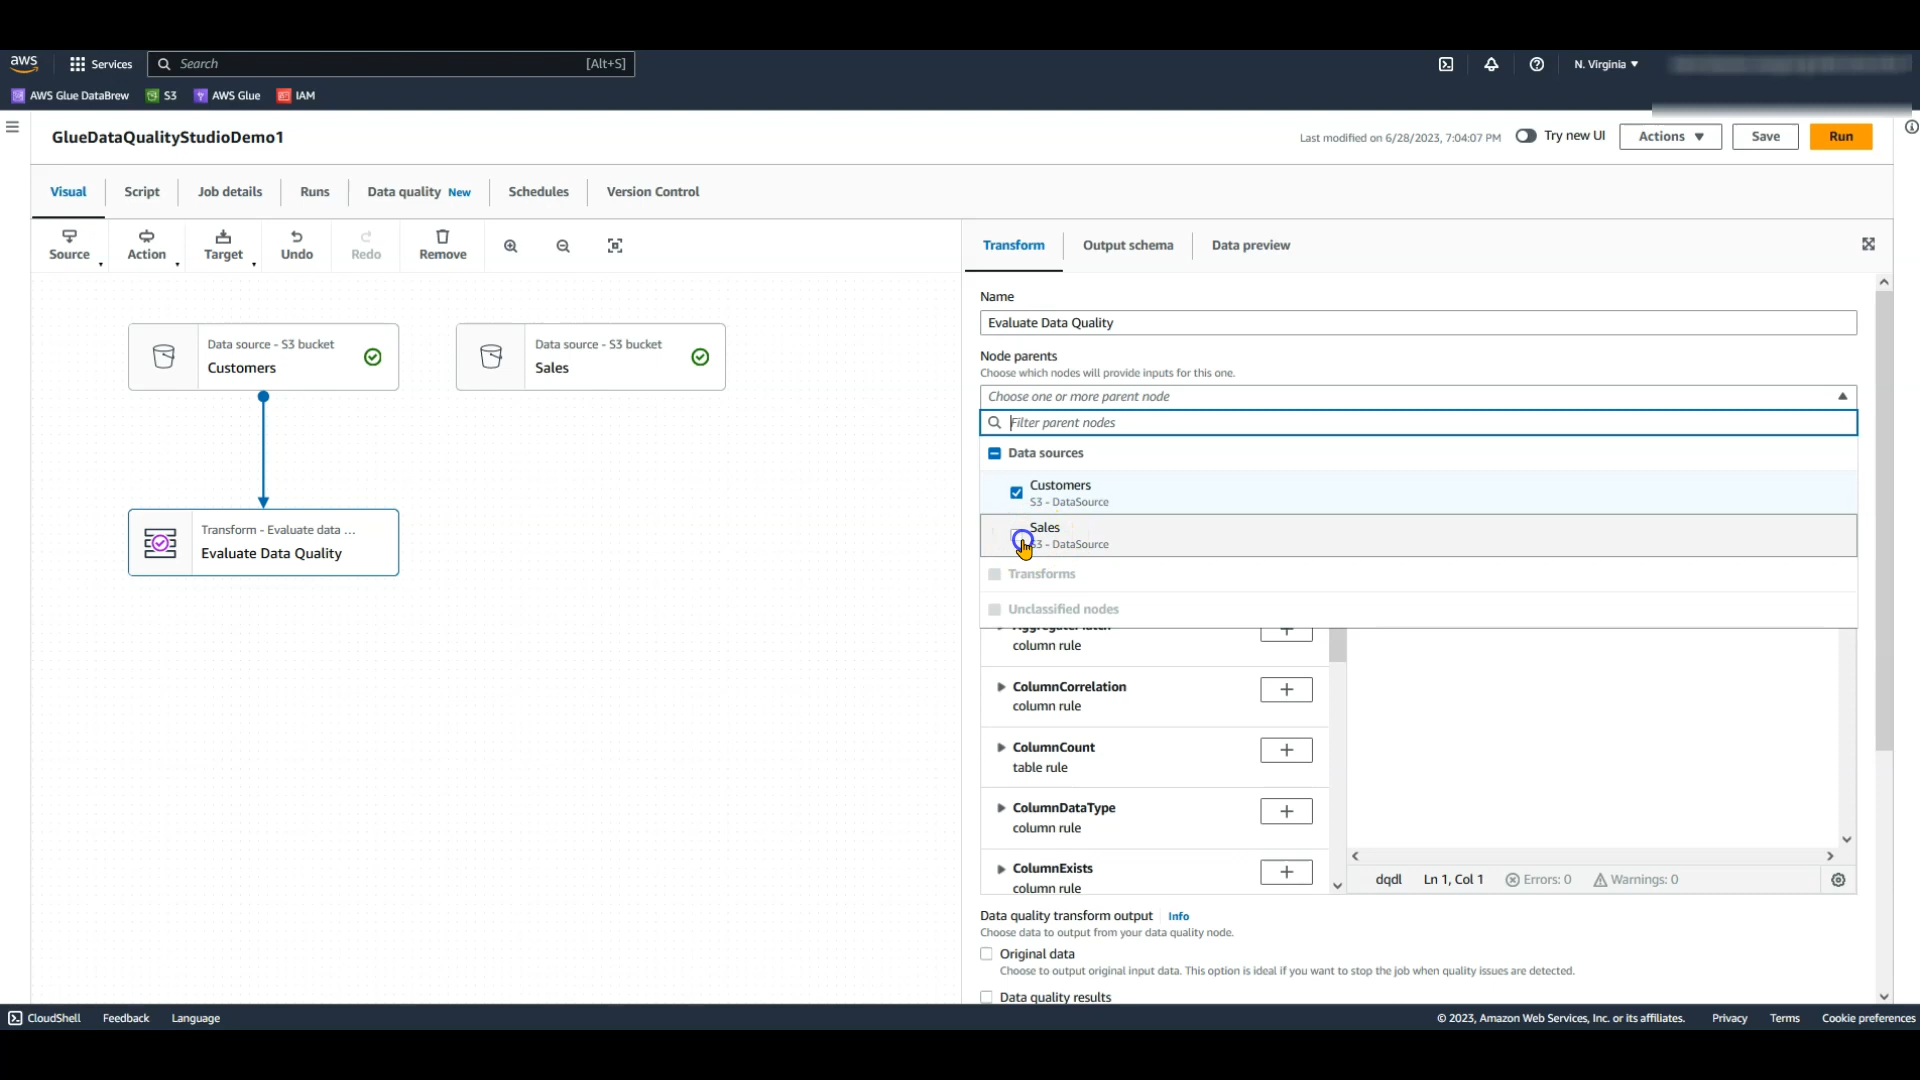 aws
Services
Search
[Alt+S]
N. Virginia
AWS Glue DataBrew
S3
AWS Glue
IAM
GlueDataQualityStudioDemo1
Last modified on 6/28/2023, 7:04:07 PM
Try new UI
Actions
Save
Run
Visual
Script
Job details
Runs
Data quality New
Schedules
Version Control
Source
Action
Target
Undo
Redo
Remove
Data source - S3 bucket
Customers
Data source - S3 bucket
Sales
Transform - Evaluate data ...
Evaluate Data Quality
Transform
Output schema
Data preview
Name
Evaluate Data Quality
Node parents
Choose which nodes will provide inputs for this one.
Choose one or more parent node
Filter parent nodes
Data sources
Customers
S3 - DataSource
Sales
S3 - DataSource
Transforms
Unclassified nodes
column rule
ColumnCorrelation
column rule
ColumnCount
table rule
ColumnDataType
column rule
ColumnExists
column rule
dqdl
Ln 1, Col 1
Errors: 0
Warnings: 0
Data quality transform output
Info
Choose data to output from your data quality node.
Original data
Choose to output original input data. This option is ideal if you want to stop the job when quality issues are detected.
Data quality results
CloudShell
Feedback
Language
© 2023, Amazon Web Services, Inc. or its affiliates.
Privacy
Terms
Cookie preferences